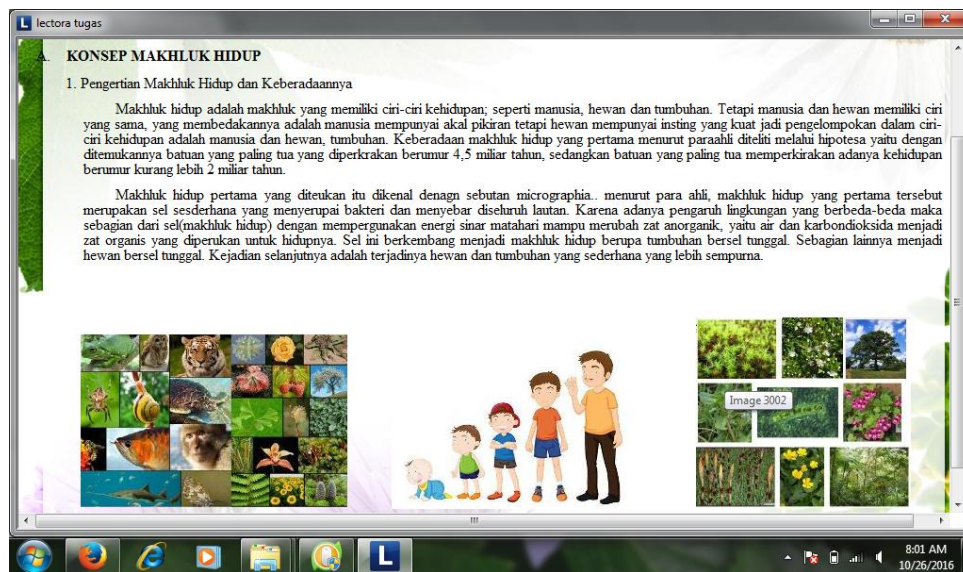 lectora tugas
A. KONSEP MAKHLUK HIDUP
1. Pengertian Makhluk Hidup dan Keberadaannya
Makhluk hidup adalah makhluk yang memiliki ciri-ciri kehidupan; seperti manusia, hewan dan tumbuhan. Tetapi manusia dan hewan memiliki ciri
yang sama, yang membedakannya adalah manusia mempunyai akal pikiran tetapi hewan mempunyai insting yang kuat jadi pengelompokan dalam ciri-
ciri kehidupan adalah manusia dan hewan, tumbuhan. Keberadaan makhluk hidup yang pertama menurut paraahli diteliti melalui hipotesa yaitu dengan
ditemukannya batuan yang paling tua yang diperkrakan berumur 4,5 miliar tahun, sedangkan batuan yang paling tua memperkirakan adanya kehidupan
berumur kurang lebih 2 miliar tahun.
Makhluk hidup pertama yang diteukan itu dikenal denagn sebutan micrographia.. menurut para ahli, makhluk hidup yang pertama tersebut
merupakan sel sesderhana yang menyerupai bakteri dan menyebar diseluruh lautan. Karena adanya pengaruh lingkungan yang berbeda-beda maka
sebagian dari sel(makhluk hidup) dengan mempergunakan energi sinar matahari mampu merubah zat anorganik, yaitu air dan karbondioksida menjadi
zat organis yang diperukan untuk hidupnya. Sel ini berkembang menjadi makhluk hidup berupa tumbuhan bersel tunggal. Sebagian lainnya menjadi
hewan bersel tunggal. Kejadian selanjutnya adalah terjadinya hewan dan tumbuhan yang sederhana yang lebih sempurna.
Image 3002
8:01 AM
10/26/2016